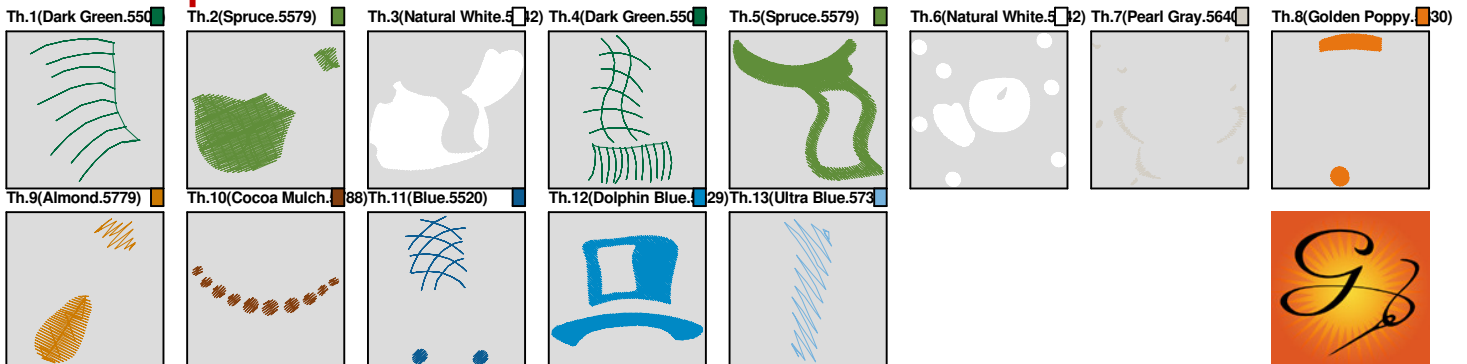 Th.1(Dark Green.550 Th.2(Spruce.5579) Th.3(Natural White.5 42) Th.4(Dark Green.550 Th.5(Spruce.5579) Th.6(Natural White.5 42) Th.7(Pearl Gray.5640 Th.8(Golden Poppy. 30)
Th.9(Almond.5779) Th.10(Cocoa Mulch. 88) Th.11(Blue.5520) Th.12(Dolphin Blue. 29) Th.13(Ultra Blue.573